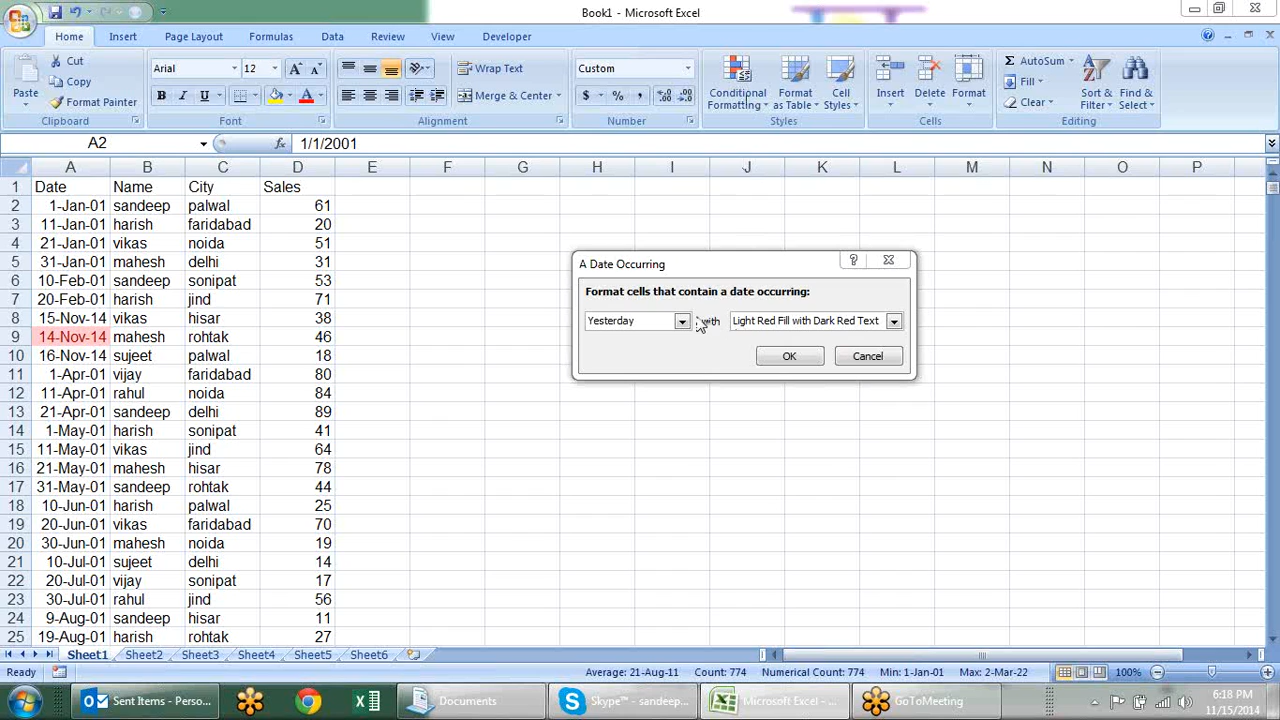 Book1 - Microsoft Excel
Home Insert Page Layout Formulas Data Review View Developer
Paste
Cut
Copy
Format Painter
Clipboard
Arial 12
B I U
Font
Wrap Text
Merge & Center
Alignment
Custom
$ % ,
Number
Conditional Formatting
Format as Table
Cell Styles
Styles
Insert Delete Format
Cells
Σ AutoSum
Fill
Clear
Sort & Filter
Find & Select
Editing
A2 fx 1/1/2001
A B C D E F G H I J K L M N O P
1 Date Name City Sales
2 1-Jan-01 sandeep palwal 61
3 11-Jan-01 harish faridabad 20
4 21-Jan-01 vikas noida 51
5 31-Jan-01 mahesh delhi 31
6 10-Feb-01 sandeep sonipat 53
7 20-Feb-01 harish jind 71
8 15-Nov-14 vikas hisar 38
9 14-Nov-14 mahesh rohtak 46
10 16-Nov-14 sujeet palwal 18
11 1-Apr-01 vijay faridabad 80
12 11-Apr-01 rahul noida 84
13 21-Apr-01 sandeep delhi 89
14 1-May-01 harish sonipat 41
15 11-May-01 vikas jind 64
16 21-May-01 mahesh hisar 78
17 31-May-01 sandeep rohtak 44
18 10-Jun-01 harish palwal 25
19 20-Jun-01 vikas faridabad 70
20 30-Jun-01 mahesh noida 19
21 10-Jul-01 sujeet delhi 14
22 20-Jul-01 vijay sonipat 17
23 30-Jul-01 rahul jind 56
24 9-Aug-01 sandeep hisar 11
25 19-Aug-01 harish rohtak 27
A Date Occurring
Format cells that contain a date occurring:
Yesterday with Light Red Fill with Dark Red Text
OK Cancel
Sheet1 Sheet2 Sheet3 Sheet4 Sheet5 Sheet6
Ready Average: 21-Aug-11 Count: 774 Numerical Count: 774 Min: 1-Jan-01 Max: 2-Mar-22 100%
Sent Items - Perso... Documents Skype™ - sandeep... Microsoft Excel - ... GoToMeeting
6:18 PM
11/15/2014